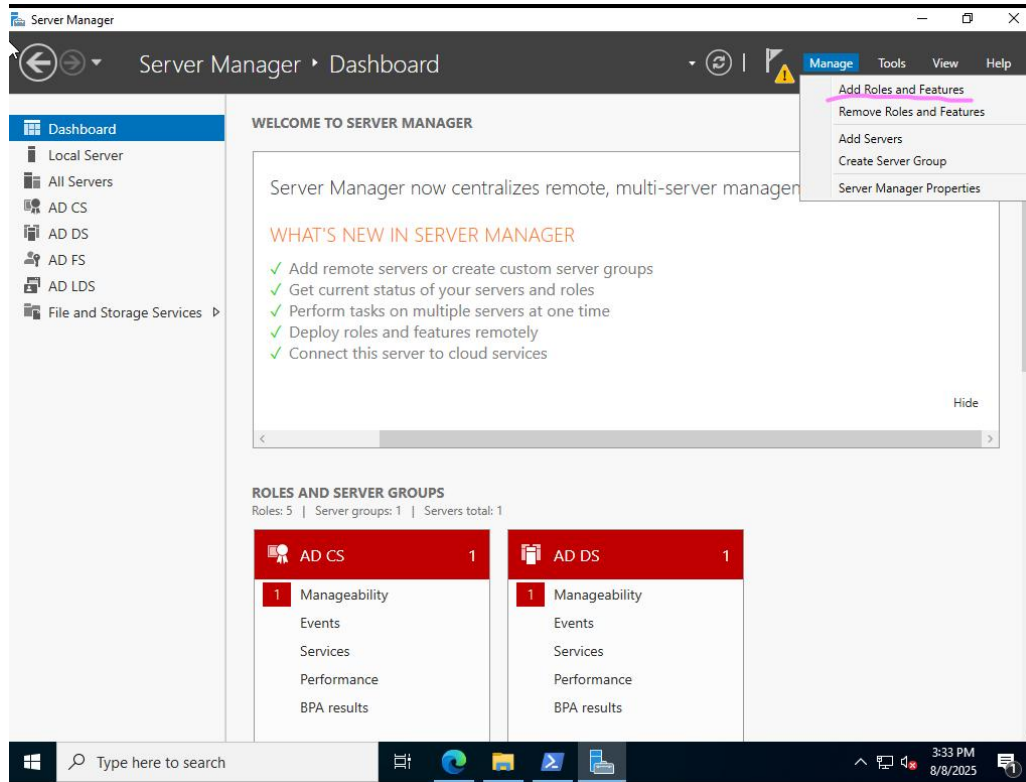 Server Manager
Server Manager • Dashboard
Manage Tools View Help
Add Roles and Features
Remove Roles and Features
Add Servers
Create Server Group
Server Manager Properties
Dashboard
Local Server
All Servers
AD CS
AD DS
AD FS
AD LDS
File and Storage Services
WELCOME TO SERVER MANAGER
Server Manager now centralizes remote, multi-server managen
WHAT'S NEW IN SERVER MANAGER
✓ Add remote servers or create custom server groups
✓ Get current status of your servers and roles
✓ Perform tasks on multiple servers at one time
✓ Deploy roles and features remotely
✓ Connect this server to cloud services
Hide
ROLES AND SERVER GROUPS
Roles: 5 | Server groups: 1 | Servers total: 1
AD CS 1
1 Manageability
Events
Services
Performance
BPA results
AD DS 1
1 Manageability
Events
Services
Performance
BPA results
Type here to search
3:33 PM
8/8/2025
1